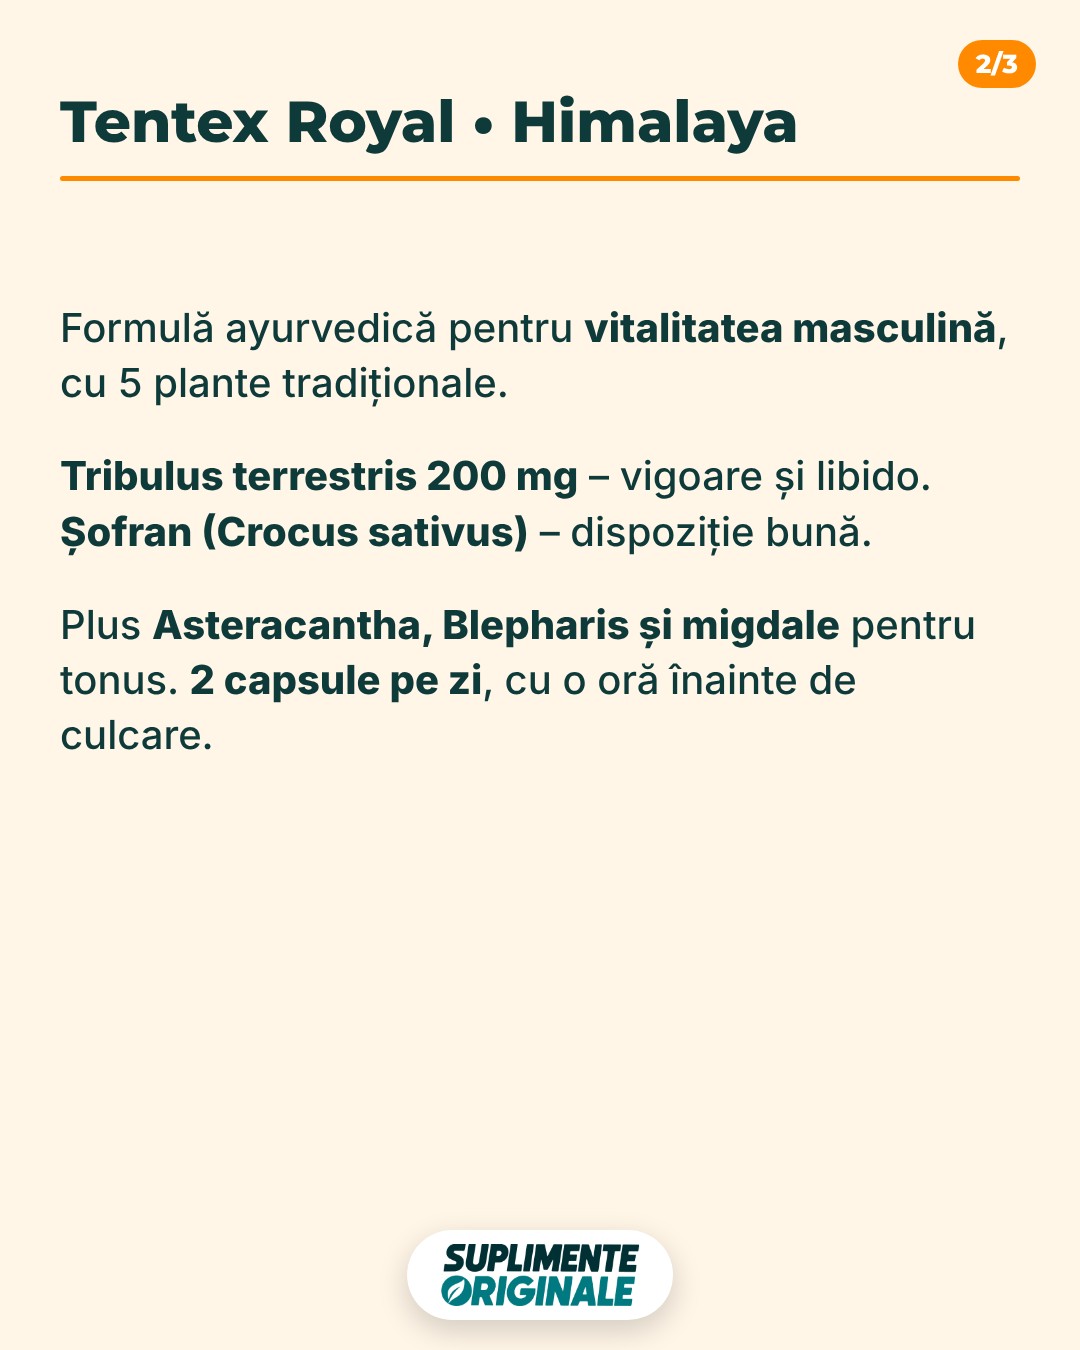 2/3
Tentex Royal • Himalaya
Formulă ayurvedică pentru vitalitatea masculină,
cu 5 plante tradiționale.
Tribulus terrestris 200 mg – vigoare și libido.
Șofran (Crocus sativus) – dispoziție bună.
Plus Asteracantha, Blepharis și migdale pentru
tonus. 2 capsule pe zi, cu o oră înainte de
culcare.
SUPLIMENTE
ORIGINALE